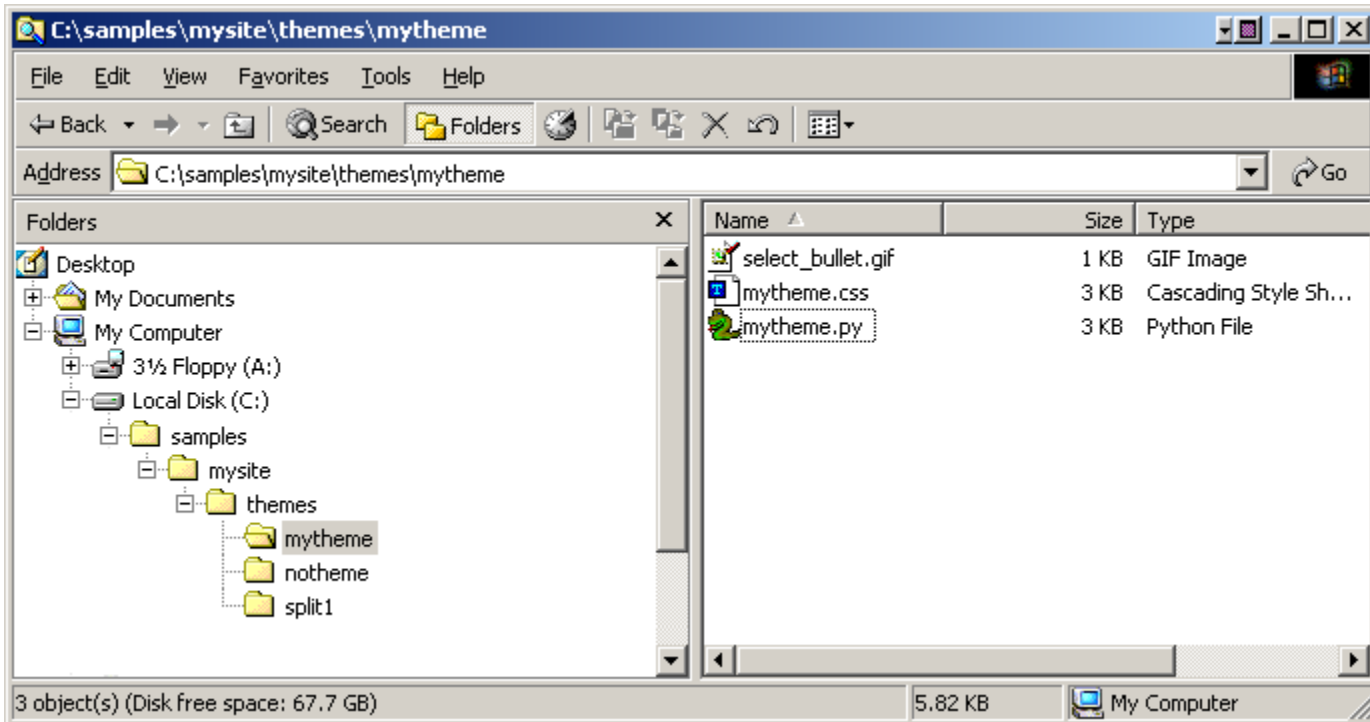 C:\samples\mysite\themes\mytheme
File Edit View Favorites Tools Help
Back Search Folders
Address C:\samples\mysite\themes\mytheme Go
Folders
Desktop
My Documents
My Computer
3½ Floppy (A:)
Local Disk (C:)
samples
mysite
themes
mytheme
notheme
split1
Name Size Type
select_bullet.gif 1 KB GIF Image
mytheme.css 3 KB Cascading Style Sh...
mytheme.py 3 KB Python File
3 object(s) (Disk free space: 67.7 GB) 5.82 KB My Computer